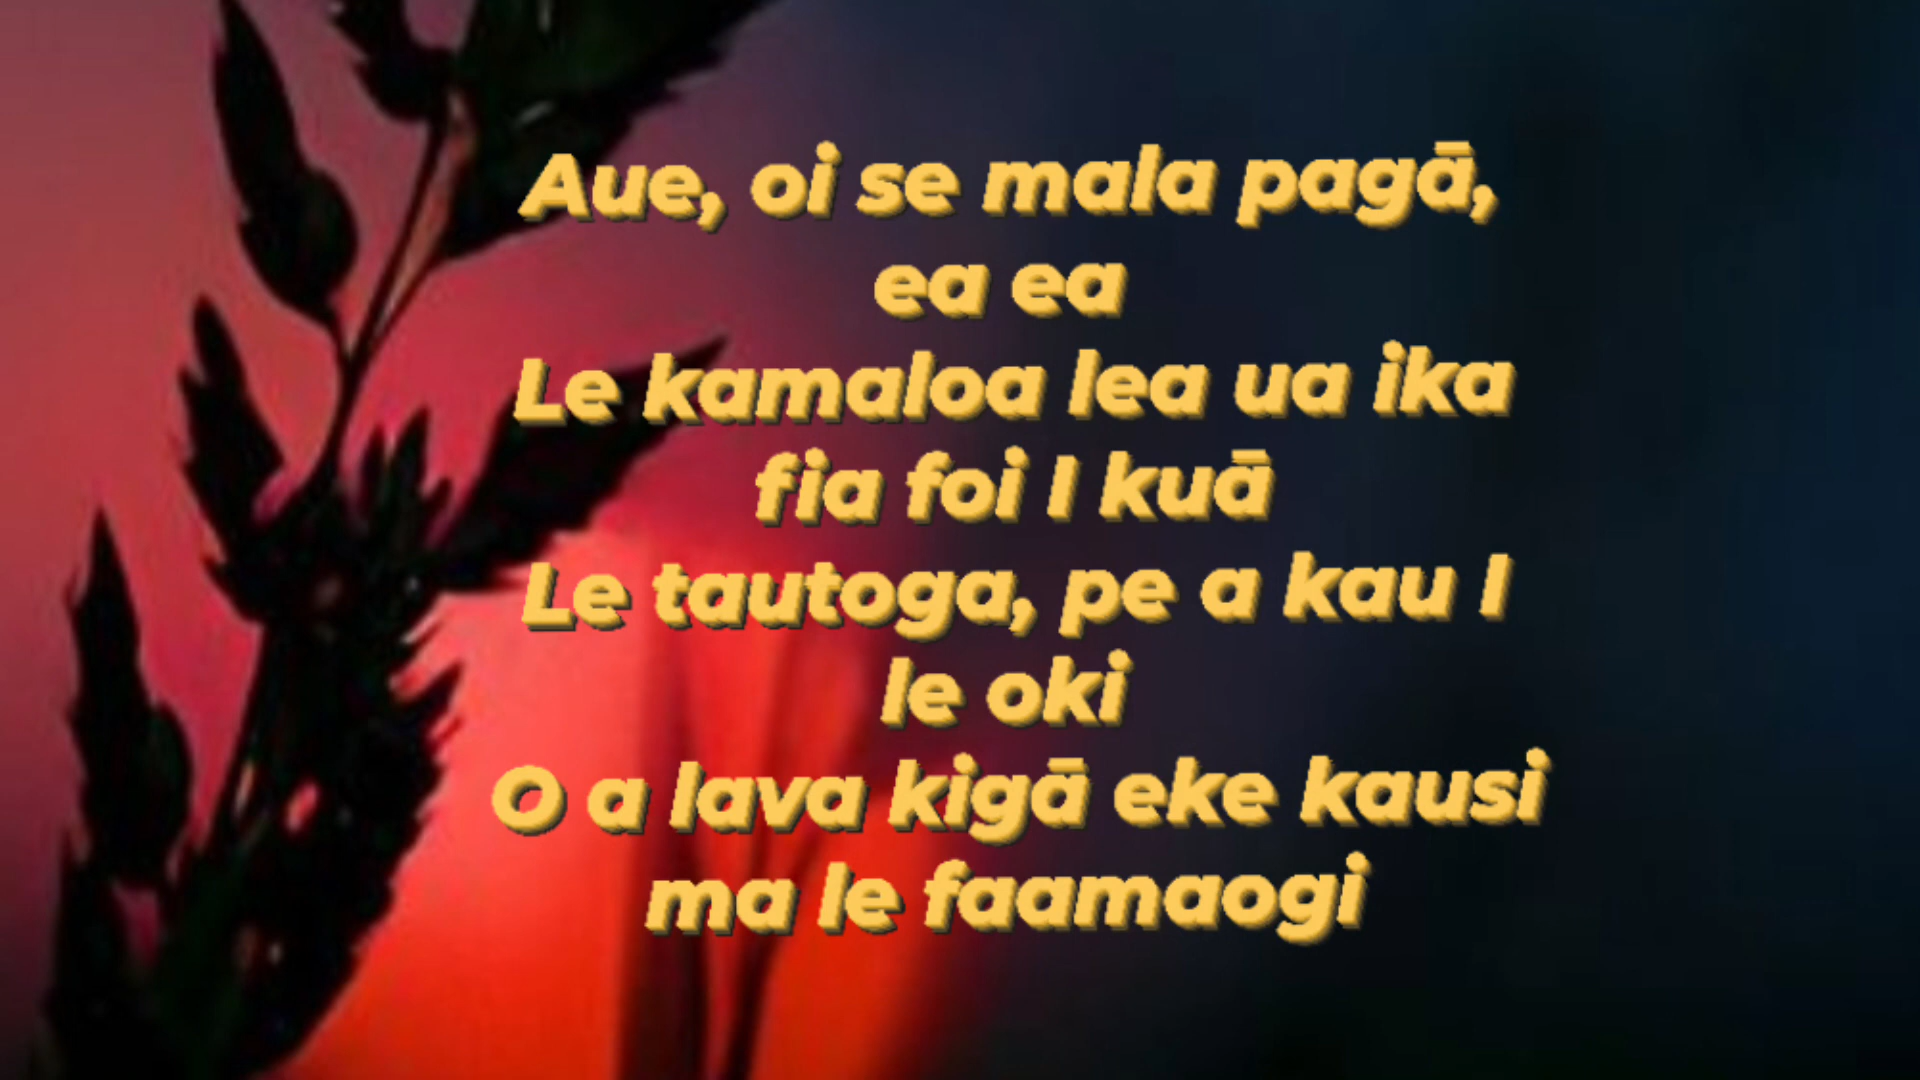 Aue, oi se mala pagā,
ea ea
Le kamaloa lea ua ika
fia foi I kuā
Le tautoga, pe a kau I
le oki
O a lava kigā eke kausi
ma le faamaogi